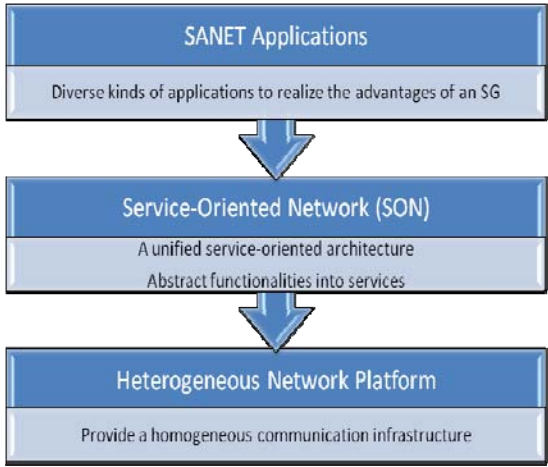 SANET Applications
Diverse kinds of applications to realize the advantages of an SG
Service-Oriented Network (SON)
A unified service-oriented architecture
Abstract functionalities into services
Heterogeneous Network Platform
Provide a homogeneous communication infrastructure